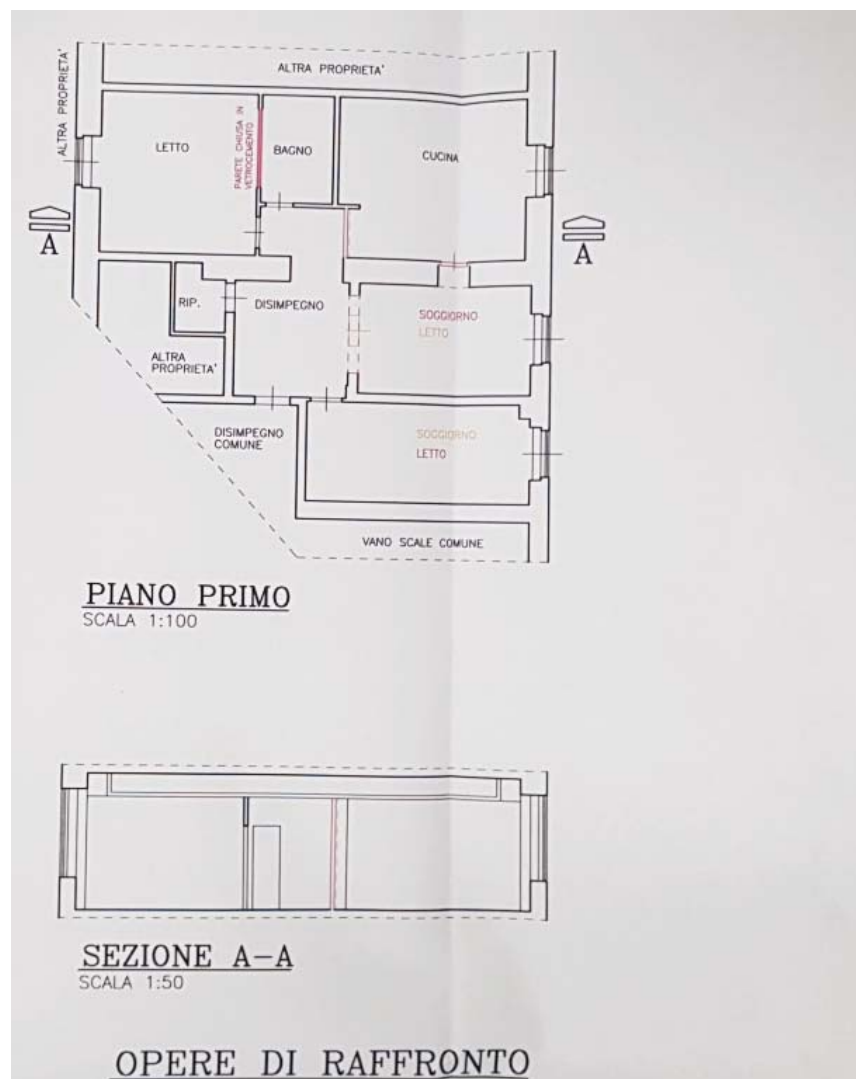 ALTRA PROPRIETA'
ALTRA PROPRIETA'
LETTO
PARETE CHIUSA IN
VETROCEMENTO
BAGNO
CUCINA
A
A
RIP.
DISIMPEGNO
SOGGIORNO
LETTO
ALTRA
PROPRIETA'
DISIMPEGNO
COMUNE
SOGGIORNO
LETTO
VANO SCALE COMUNE
PIANO PRIMO
SCALA 1:100
SEZIONE A-A
SCALA 1:50
OPERE DI RAFFRONTO